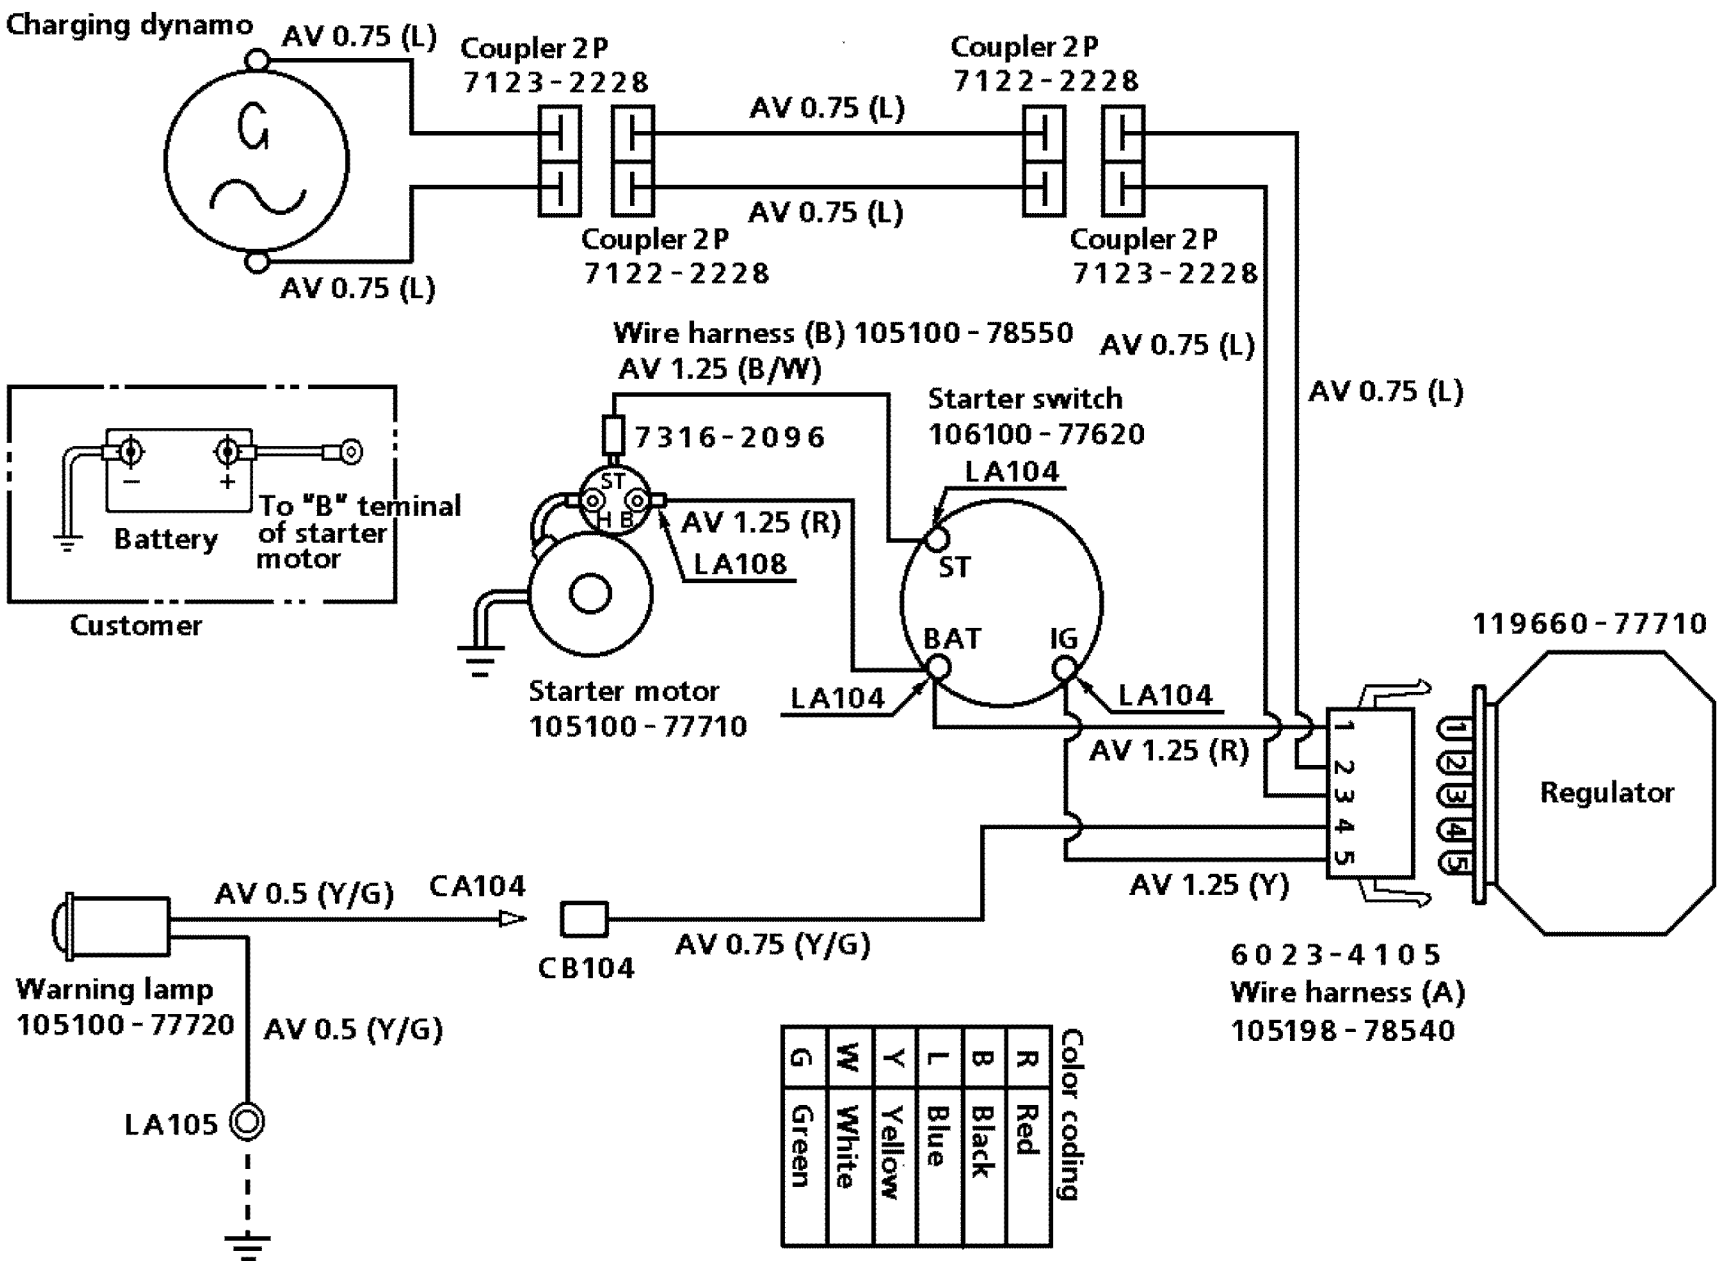 Charging dynamo
AV 0.75 (L)
Coupler 2P
7123-2228
Coupler 2P
7122-2228
G
AV 0.75 (L)
AV 0.75 (L)
AV 0.75 (L)
Coupler 2P
7122-2228
Coupler 2P
7123-2228
Wire harness (B) 105100-78550
AV 1.25 (B/W)
AV 0.75 (L)
AV 0.75 (L)
Starter switch
106100-77620
7316-2096
LA104
ST
H B
AV 1.25 (R)
LA108
- +
To "B" teminal
of starter
motor
Battery
Customer
ST
BAT
IG
LA104
LA104
Starter motor
105100-77710
119660-77710
AV 1.25 (R)
1
2
3
4
5
1
2
3
4
5
Regulator
AV 1.25 (Y)
AV 0.5 (Y/G)
CA104
CB104
AV 0.75 (Y/G)
6023-4105
Wire harness (A)
105198-78540
Warning lamp
105100-77720
AV 0.5 (Y/G)
LA105
Color coding
R Red
B Black
L Blue
Y Yellow
W White
G Green